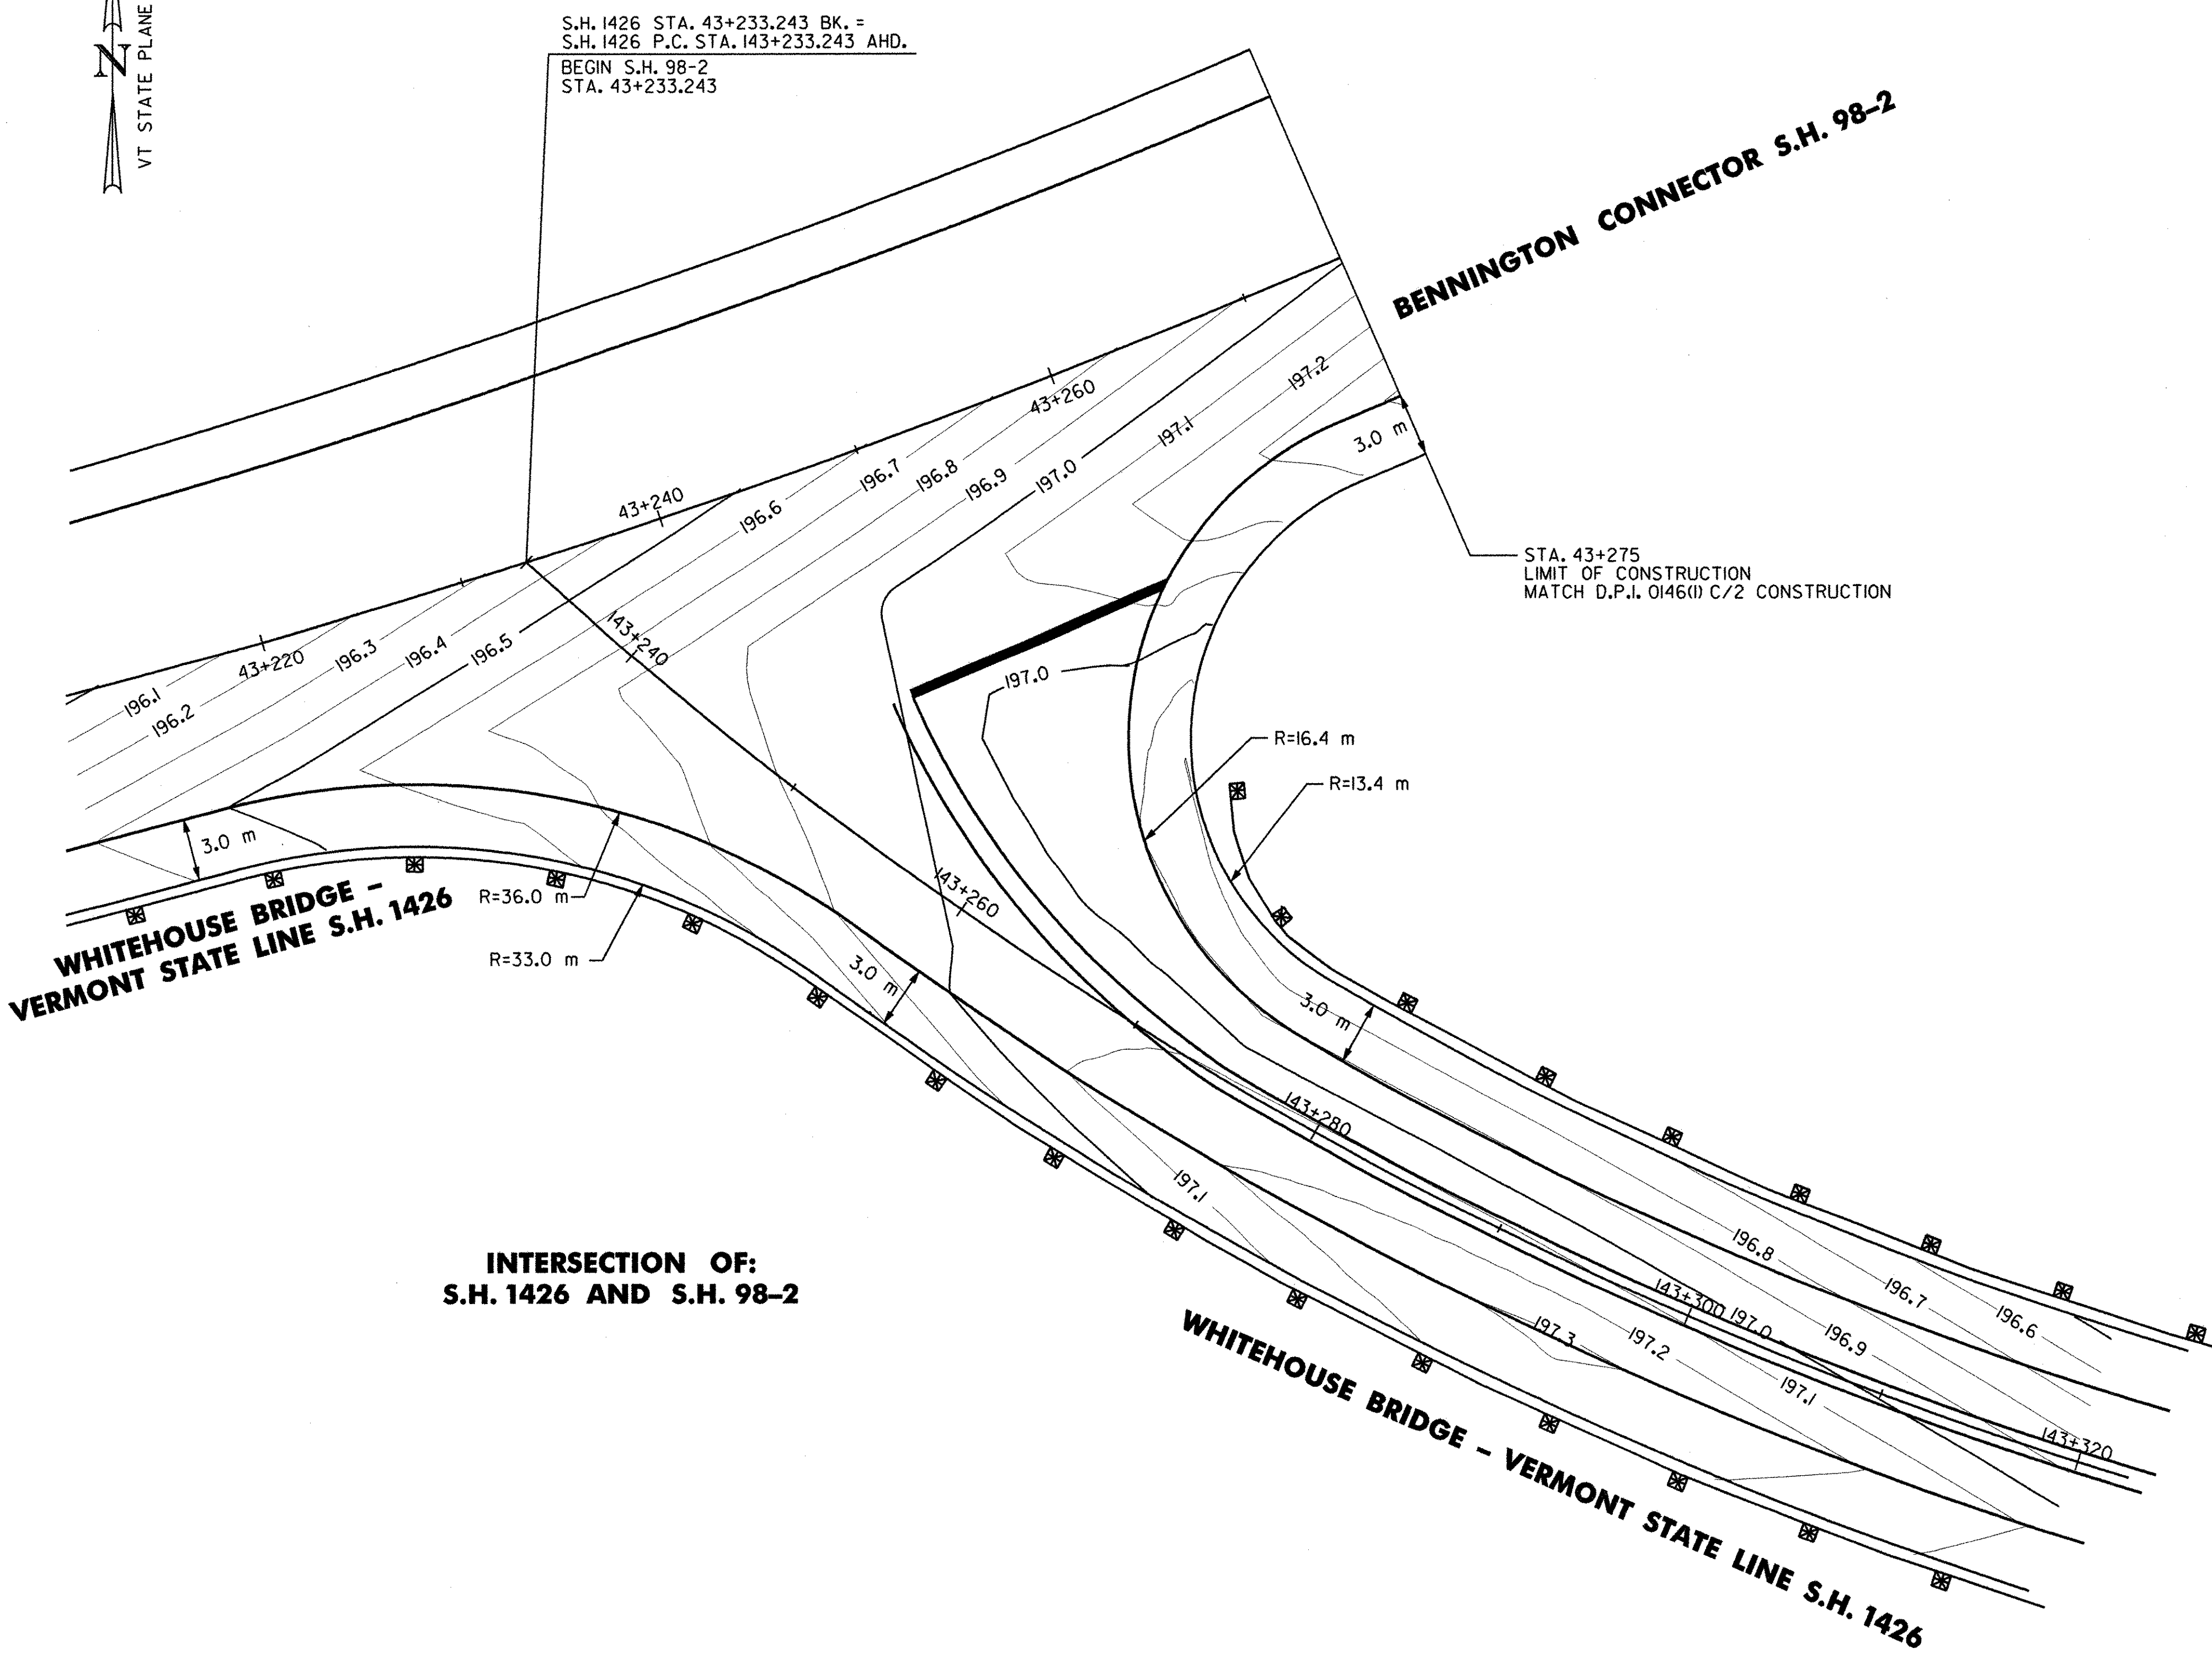 N
VT STATE PLANE
S.H. 1426 STA. 43+233.243 BK. =
S.H. 1426 P.C. STA. 143+233.243 AHD.
BEGIN S.H. 98-2
STA. 43+233.243
BENNINGTON CONNECTOR S.H. 98-2
197.2
43+260
197.1
3.0 m
196.7
196.8
196.9
197.0
43+240
196.6
STA. 43+275
LIMIT OF CONSTRUCTION
MATCH D.P.I. 0146(1) C/2 CONSTRUCTION
143+240
43+220
196.3
196.4
196.5
196.1
196.2
197.0
R=16.4 m
R=13.4 m
3.0 m
WHITEHOUSE BRIDGE -
VERMONT STATE LINE S.H. 1426
R=36.0 m
R=33.0 m
143+260
3.0 m
3.0 m
143+280
197.1
INTERSECTION OF:
S.H. 1426 AND S.H. 98-2
196.8
196.7
196.6
143+300
197.0
196.9
197.3
197.2
197.1
143+320
WHITEHOUSE BRIDGE - VERMONT STATE LINE S.H. 1426